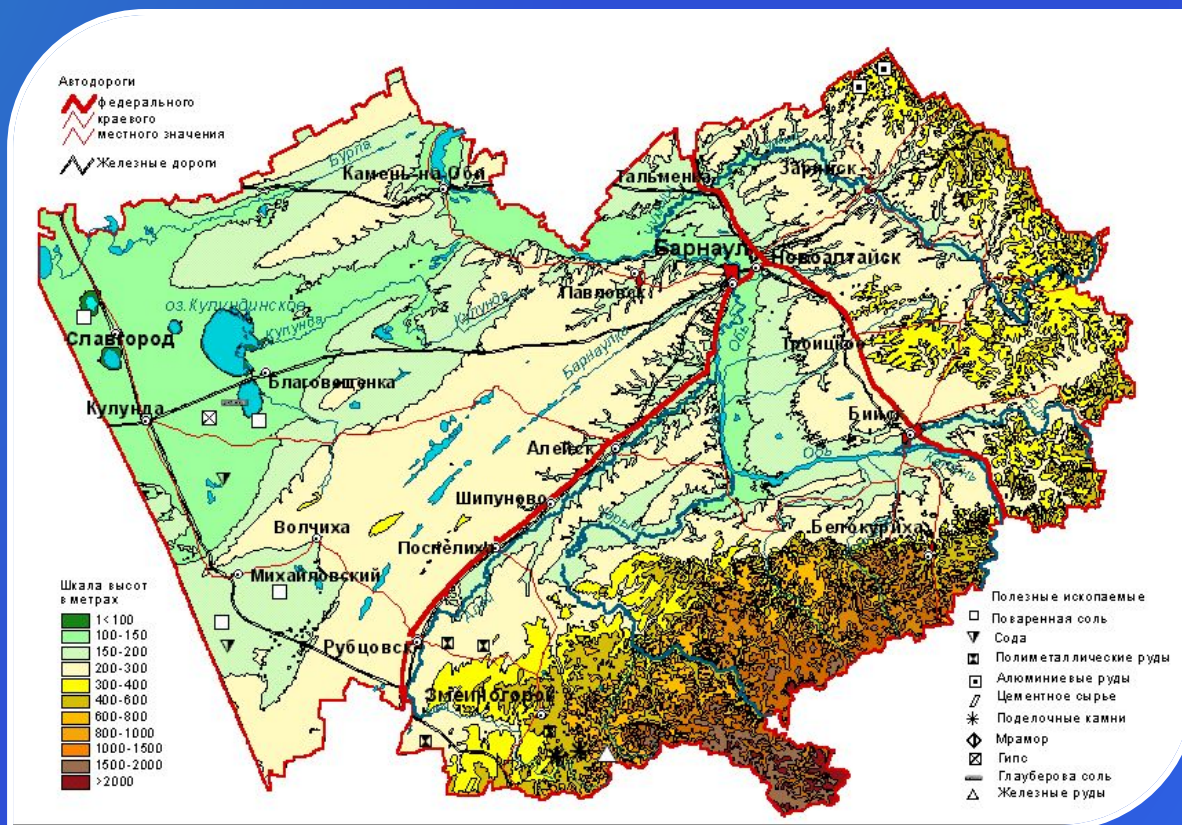 Автодороги
федерального
краевого
местного значения
Железные дороги
Бурла
Камень-на-Оби
Тальменка
Заринск
Барнаул
Новоалтайск
Павловск
оз.Кулундинское
Кулунда
Кулунда
Славгород
Барнаулка
Обь
Троицкое
Благовещенка
Кулунда
Бийск
Алейск
Обь
Шипуново
Волчиха
Белокуриха
Поспелиха
Михайловский
Рубцовск
Змеиногорск
Шкала высот
в метрах
1<100
100-150
150-200
200-300
300-400
400-600
600-800
800-1000
1000-1500
1500-2000
>2000
Полезные ископаемые
Поваренная соль
Сода
Полиметаллические руды
Алюминиевые руды
Цементное сырье
Поделочные камни
Мрамор
Гипс
Глауберова соль
Железные руды